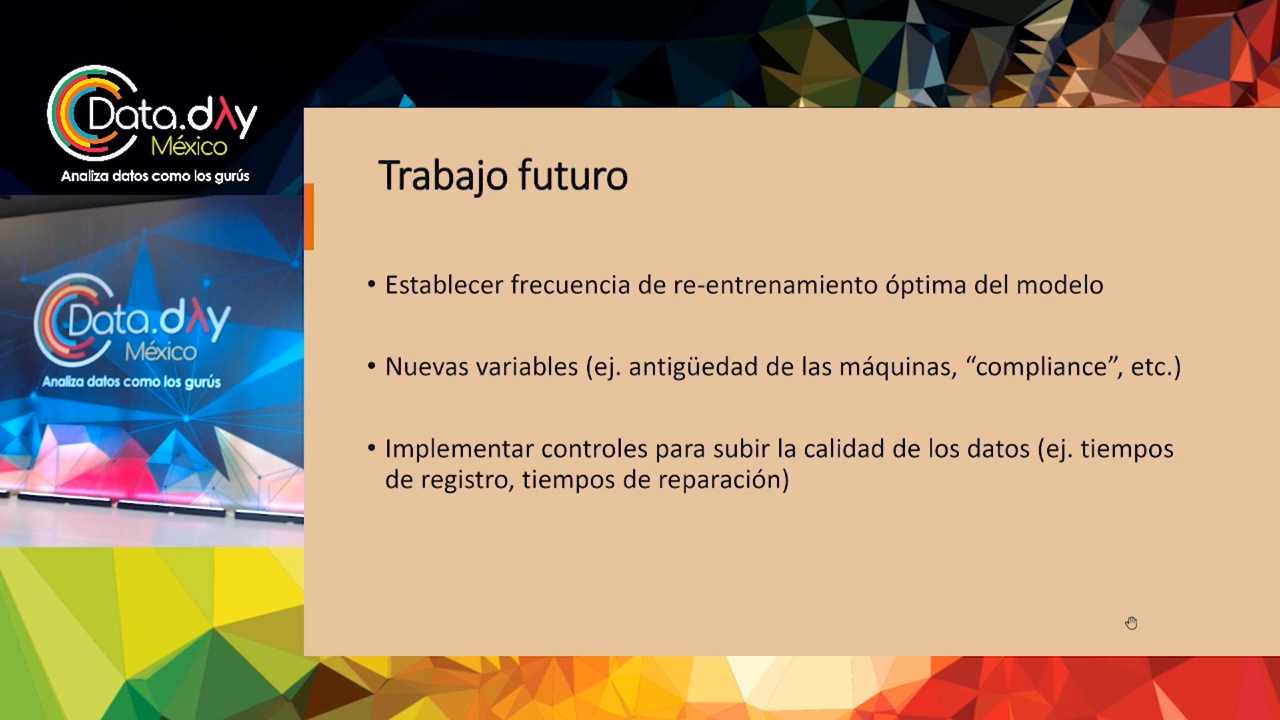 Data.day
México
Analiza datos como los gurús
Data.day
México
Analiza datos como los gurús
Trabajo futuro
• Establecer frecuencia de re-entrenamiento óptima del modelo
• Nuevas variables (ej. antigüedad de las máquinas, “compliance”, etc.)
• Implementar controles para subir la calidad de los datos (ej. tiempos
de registro, tiempos de reparación)